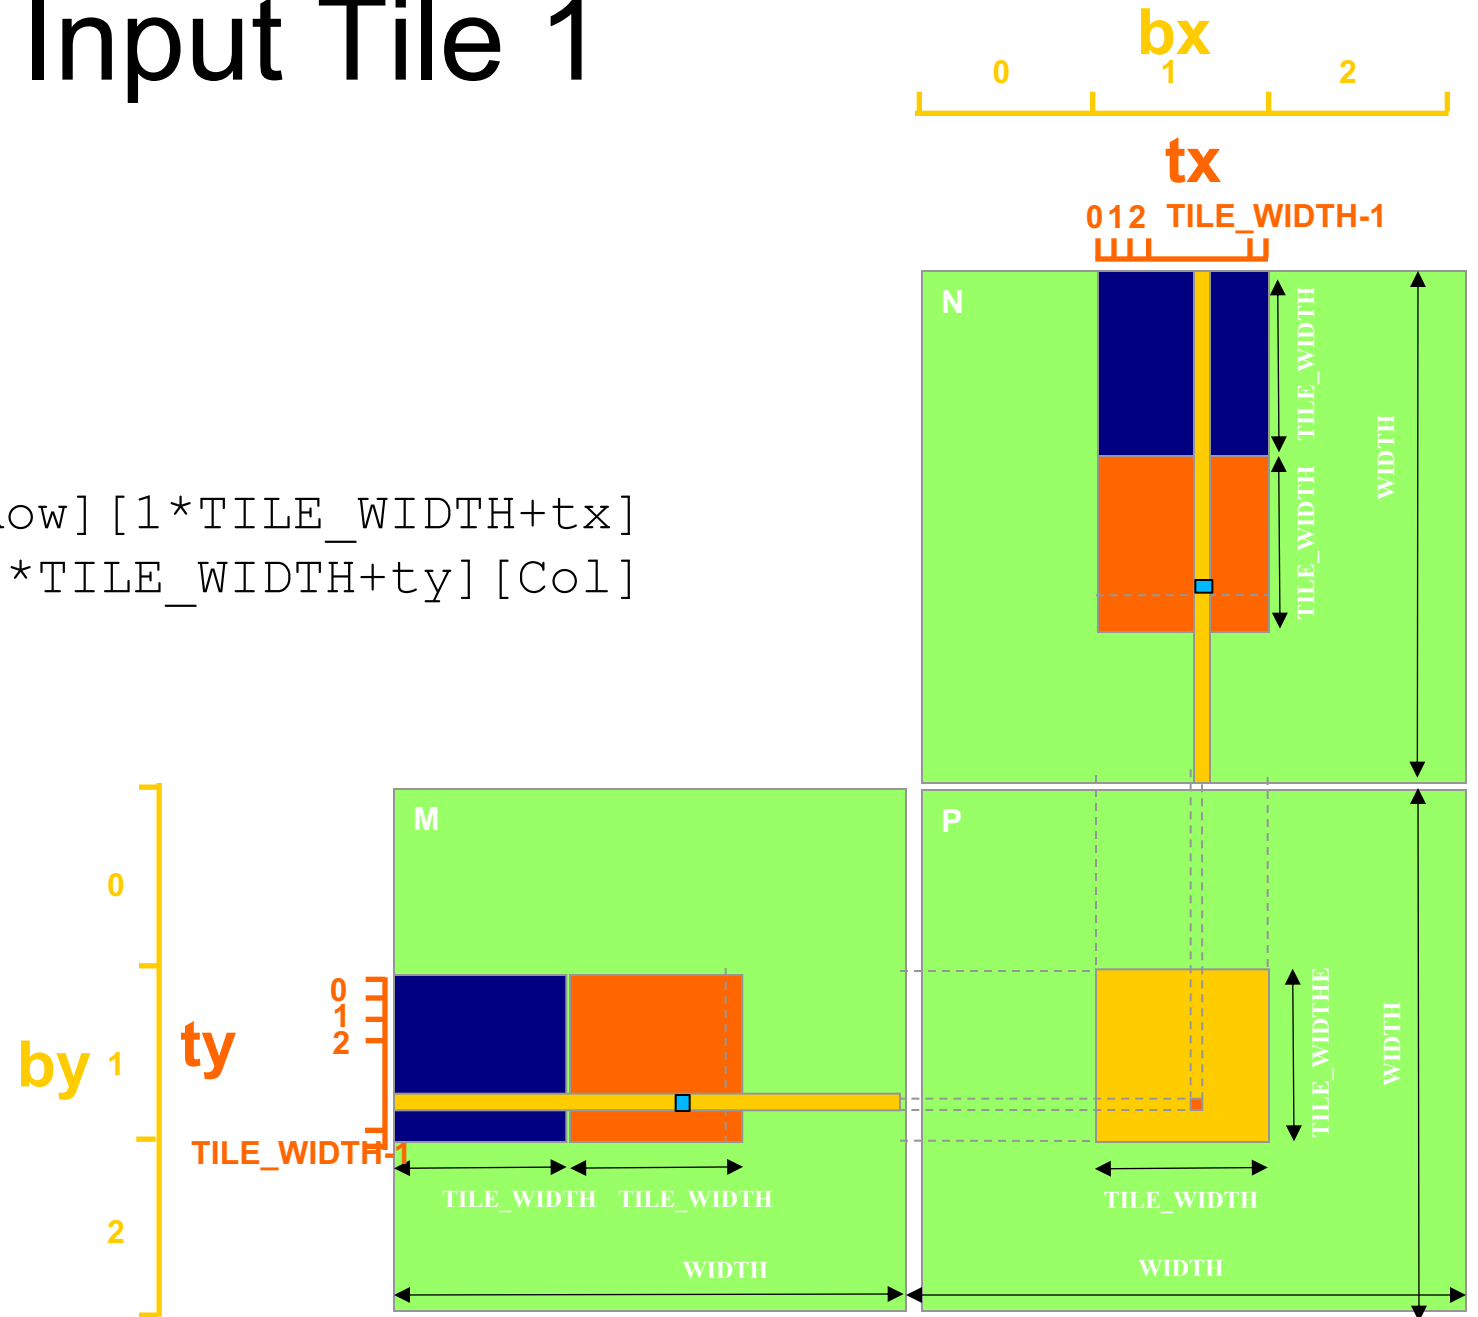 Input Tile 1
bx
0 1 2
tx
0 1 2 TILE_WIDTH-1
N
TILE_WIDTH
WIDTH
TILE_WIDTH
ow][1*TILE_WIDTH+tx]
*TILE_WIDTH+ty][Col]
M
P
0
by 1
2
ty
0
1
2
TILE_WIDTH-1
TILE_WIDTH TILE_WIDTH
WIDTH
TILE_WIDTHE
WIDTH
TILE_WIDTH
WIDTH